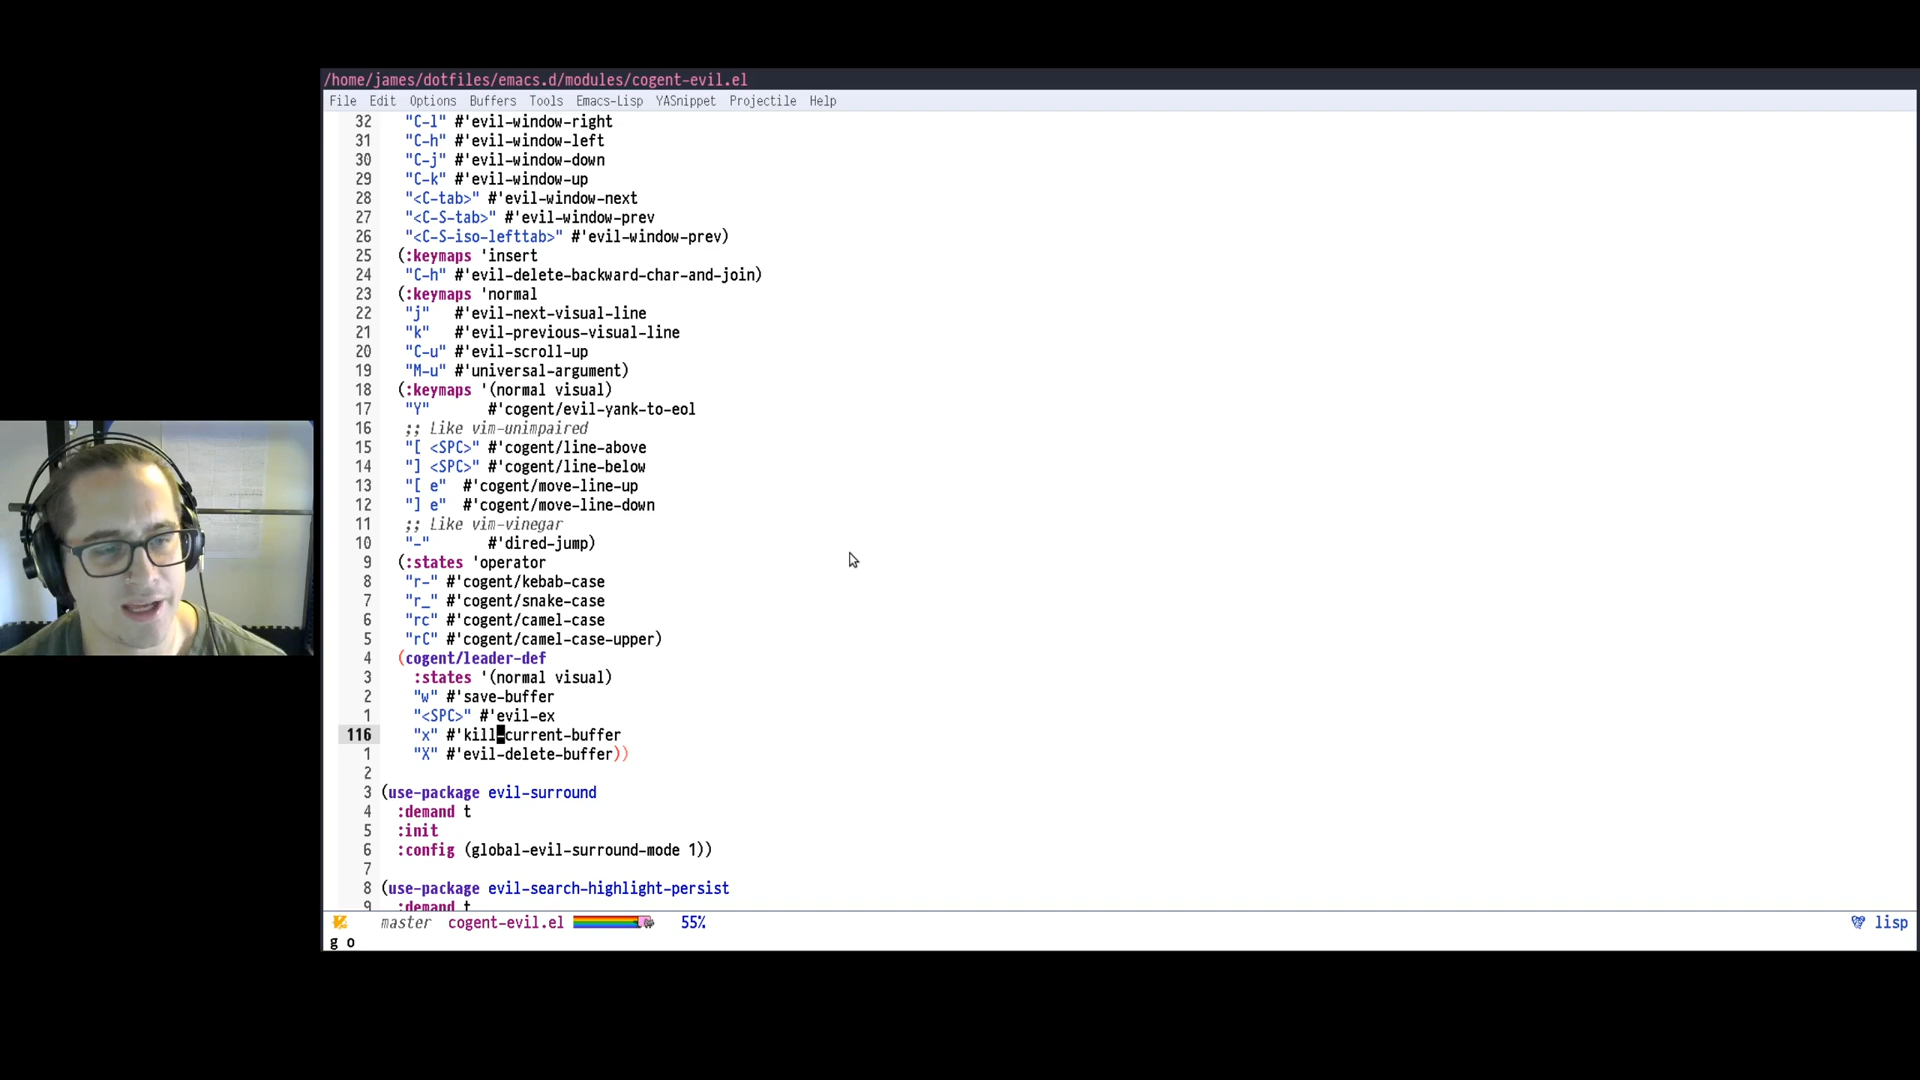 /home/james/dotfiles/emacs.d/modules/cogent-evil.el
File Edit Options Buffers Tools Emacs-Lisp YASnippet Projectile Help
32 "C-l" #'evil-window-right
31 "C-h" #'evil-window-left
30 "C-j" #'evil-window-down
29 "C-k" #'evil-window-up
28 "<C-tab>" #'evil-window-next
27 "<C-S-tab>" #'evil-window-prev
26 "<C-S-iso-lefttab>" #'evil-window-prev)
25 (:keymaps 'insert
24 "C-h" #'evil-delete-backward-char-and-join)
23 (:keymaps 'normal
22 "j" #'evil-next-visual-line
21 "k" #'evil-previous-visual-line
20 "C-u" #'evil-scroll-up
19 "M-u" #'universal-argument)
18 (:keymaps '(normal visual)
17 "Y" #'cogent/evil-yank-to-eol
16 ;; Like vim-unimpaired
15 "[ <SPC>" #'cogent/line-above
14 "] <SPC>" #'cogent/line-below
13 "[ e" #'cogent/move-line-up
12 "] e" #'cogent/move-line-down
11 ;; Like vim-vinegar
10 "-" #'dired-jump)
9 (:states 'operator
8 "r-" #'cogent/kebab-case
7 "r_" #'cogent/snake-case
6 "rc" #'cogent/camel-case
5 "rC" #'cogent/camel-case-upper)
4 (cogent/leader-def
3 :states '(normal visual)
2 "w" #'save-buffer
1 "<SPC>" #'evil-ex
116 "x" #'kill-current-buffer
1 "X" #'evil-delete-buffer))
2
3 (use-package evil-surround
4 :demand t
5 :init
6 :config (global-evil-surround-mode 1))
7
8 (use-package evil-search-highlight-persist
9 :demand t
master cogent-evil.el 55% lisp
g o